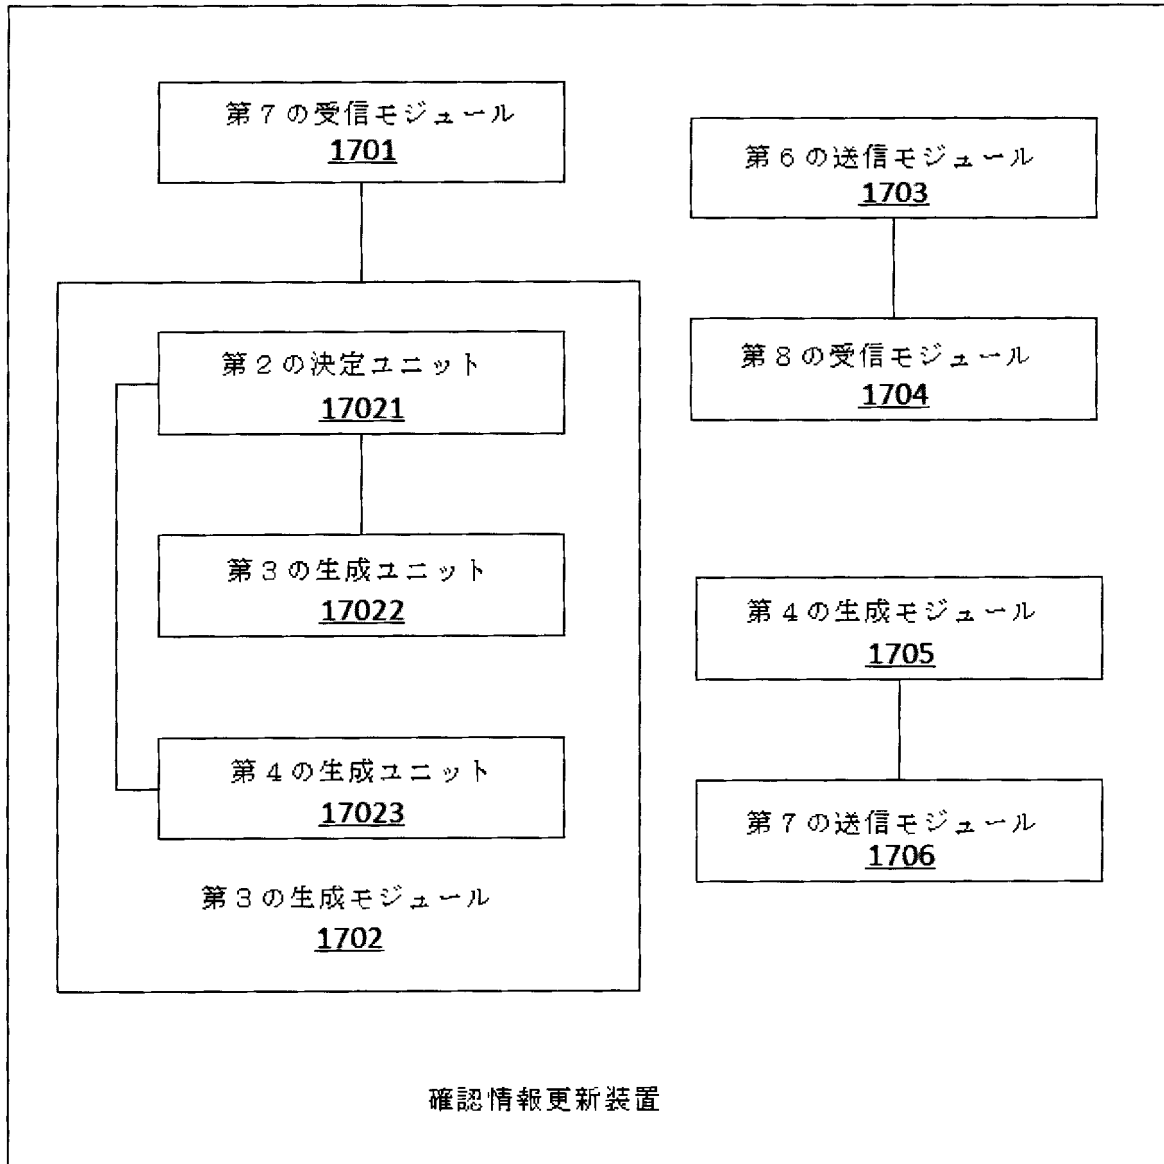 第７の受信モジュール
1701
第２の決定ユニット
17021
第３の生成ユニット
17022
第４の生成ユニット
17023
第３の生成モジュール
1702
第６の送信モジュール
1703
第８の受信モジュール
1704
第４の生成モジュール
1705
第７の送信モジュール
1706
確認情報更新装置